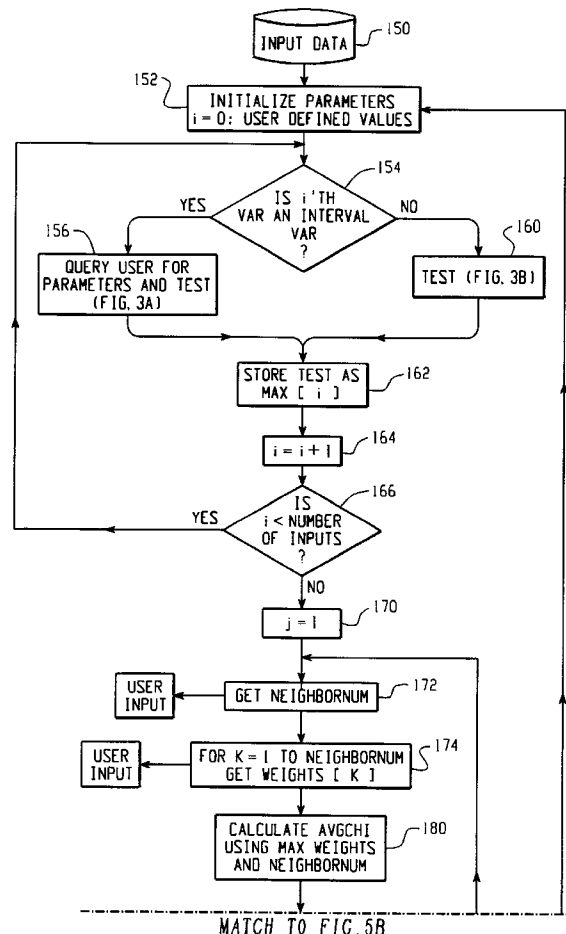 INPUT DATA
150
152
INITIALIZE PARAMETERS
i = 0: USER DEFINED VALUES
154
IS i'TH
VAR AN INTERVAL
VAR
?
YES
NO
156
QUERY USER FOR
PARAMETERS AND TEST
(FIG. 3A)
160
TEST (FIG. 3B)
STORE TEST AS
MAX [ i ]
162
i = i + 1
164
IS
i < NUMBER
OF INPUTS
?
166
YES
NO
j = 1
170
USER
INPUT
GET NEIGHBORNUM
172
USER
INPUT
FOR K = 1 TO NEIGHBORNUM
GET WEIGHTS [ K ]
174
CALCULATE AVGCHI
USING MAX WEIGHTS
AND NEIGHBORNUM
180
MATCH TO FIG. 5B